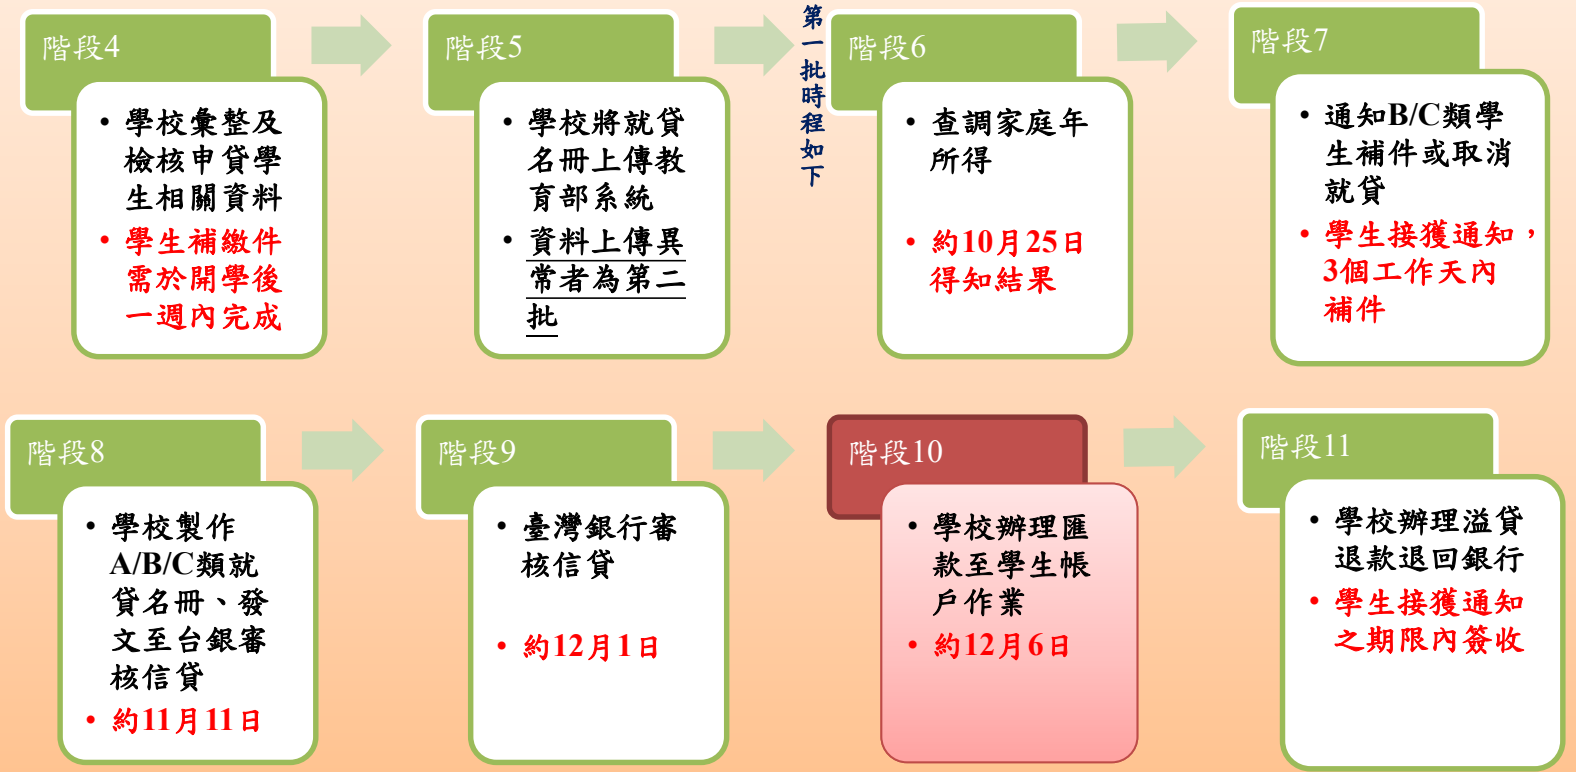 階段4
• 學校彙整及
檢核申貸學
生相關資料
• 學生補繳件
需於開學後
一週內完成
階段5
• 學校將就貸
名冊上傳教
育部系統
• 資料上傳異
常者為第二
批
第一批時程如下
階段6
• 查調家庭年
所得
• 約10月25日
得知結果
階段7
• 通知B/C類學
生補件或取消
就貸
• 學生接獲通知，
3個工作天內
補件
階段8
• 學校製作
A/B/C類就
貸名冊、發
文至台銀審
核信貸
• 約11月11日
階段9
• 臺灣銀行審
核信貸
• 約12月1日
階段10
• 學校辦理匯
款至學生帳
戶作業
• 約12月6日
階段11
• 學校辦理溢貸
退款退回銀行
• 學生接獲通知
之期限內簽收